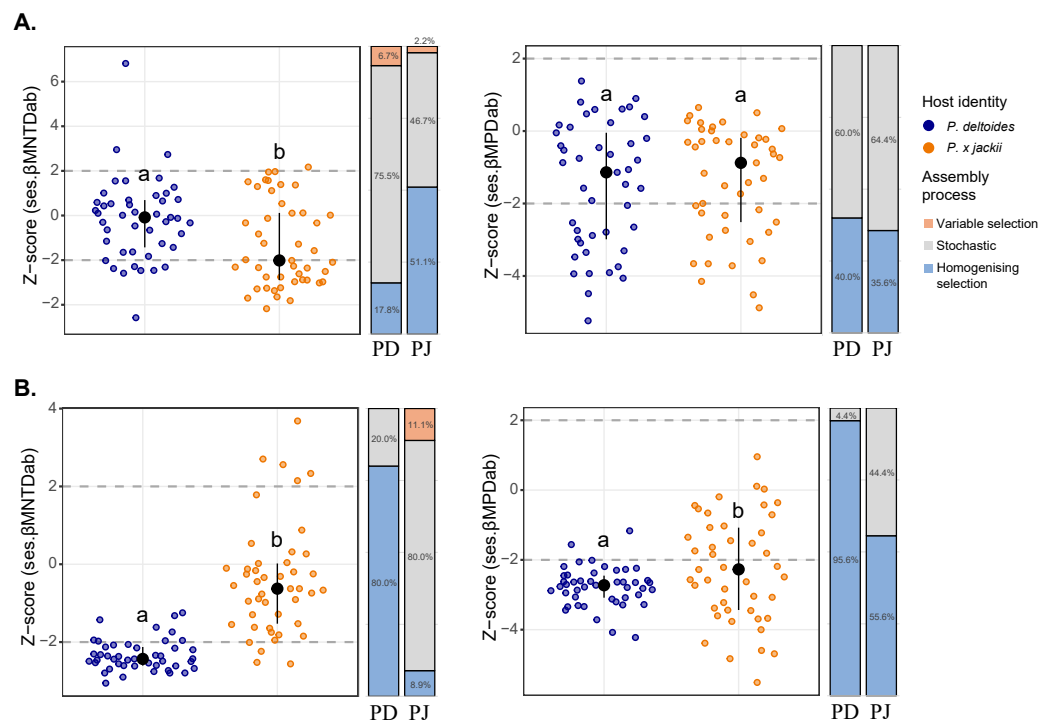 A.
Z−score (ses.βMNTDab)
6
4
2
0
−2
−2
a
b
6.7%
75.5%
17.8%
2.2%
46.7%
51.1%
PD PJ
Z−score (ses.βMPDab)
2
0
−2
−4
a
a
60.0%
40.0%
64.4%
35.6%
PD PJ
Host identity
P. deltoides
P. x jackii
Assembly
process
Variable selection
Stochastic
Homogenising
selection
B.
Z−score (ses.βMNTDab)
4
2
0
−2
a
b
20.0%
80.0%
11.1%
80.0%
8.9%
PD PJ
Z−score (ses.βMPDab)
2
0
−2
−4
a
b
4.4%
95.6%
44.4%
55.6%
PD PJ